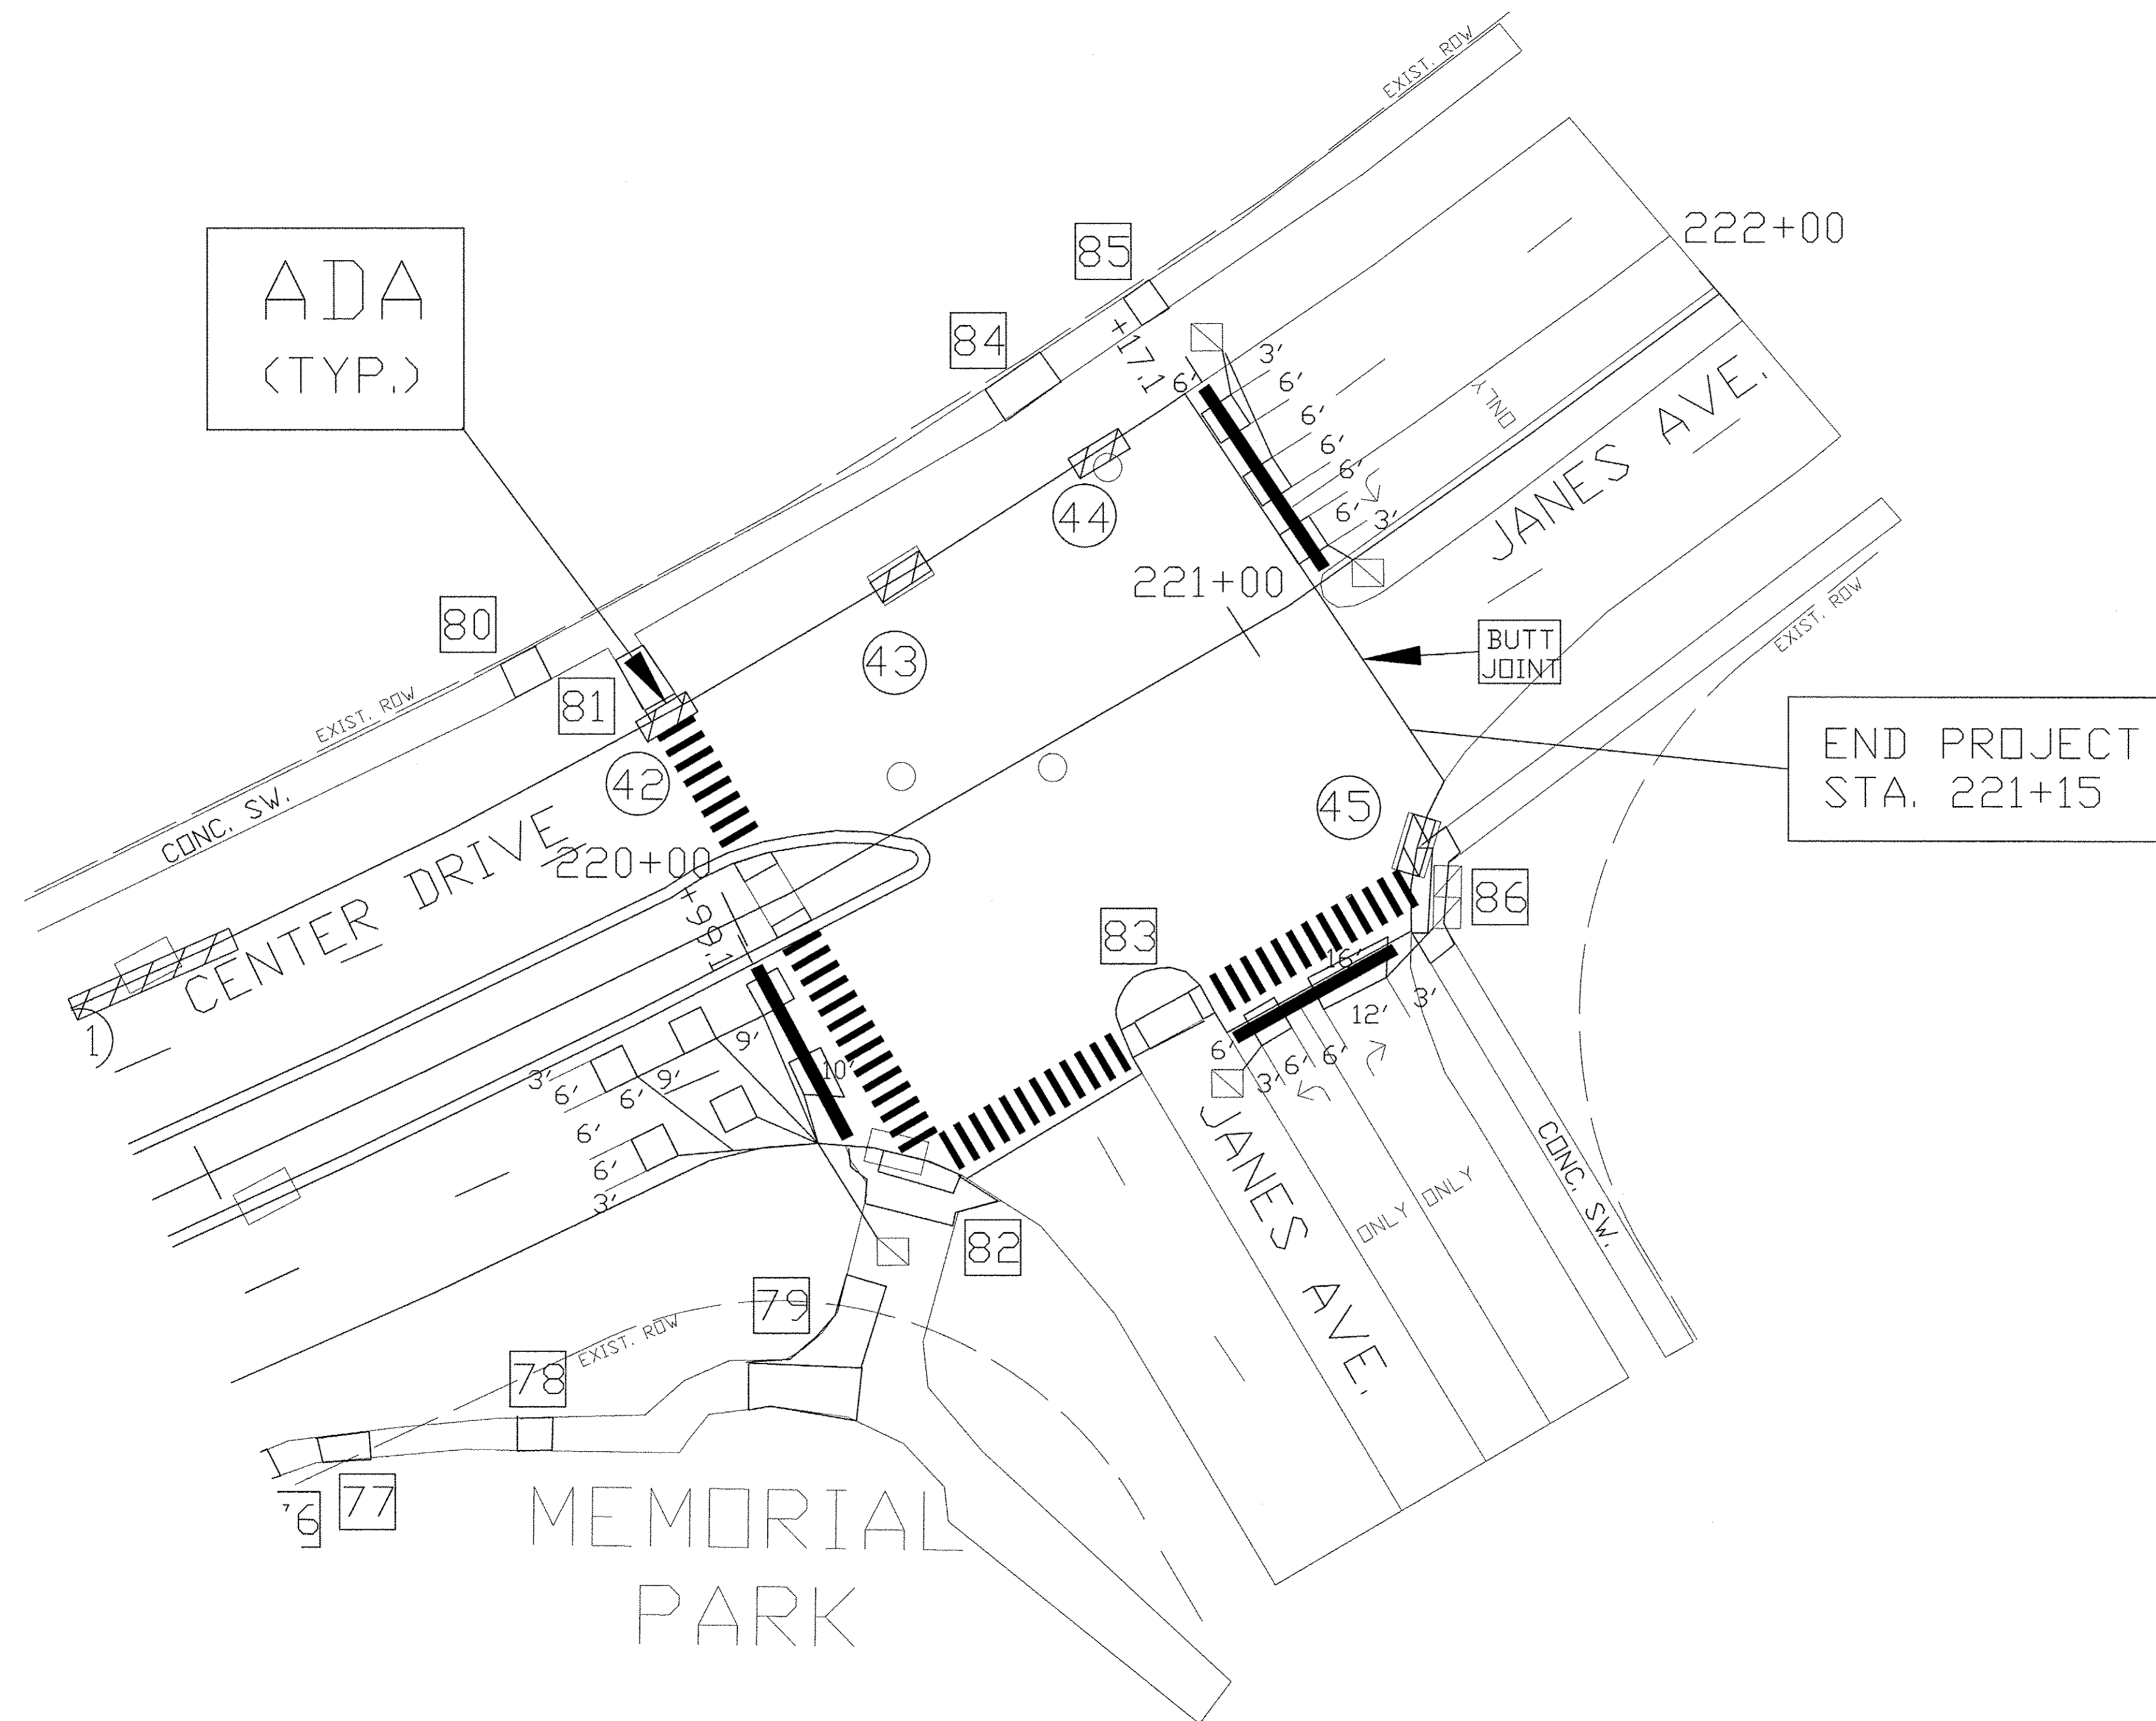 EXIST. ROW
222+00
85
ADA
(TYP.)
84
+17.1
3'
6'
6'
6'
6'
6'
6'
3'
ONLY
JANES AVE.
44
221+00
80
EXIST. ROW
BUTT
JOINT
43
81
EXIST. ROW
42
END PROJECT
STA. 221+15
CONC. SW.
45
CENTER DRIVE
220+00
86
83
16'
3'
12'
6'
6'
6'
3'
1
9'
10'
3'
6'
6'
9'
6'
6'
3'
JANES AVE.
CONC. SW.
ONLY ONLY
82
79
EXIST. ROW
78
77
MEMORIAL
PARK